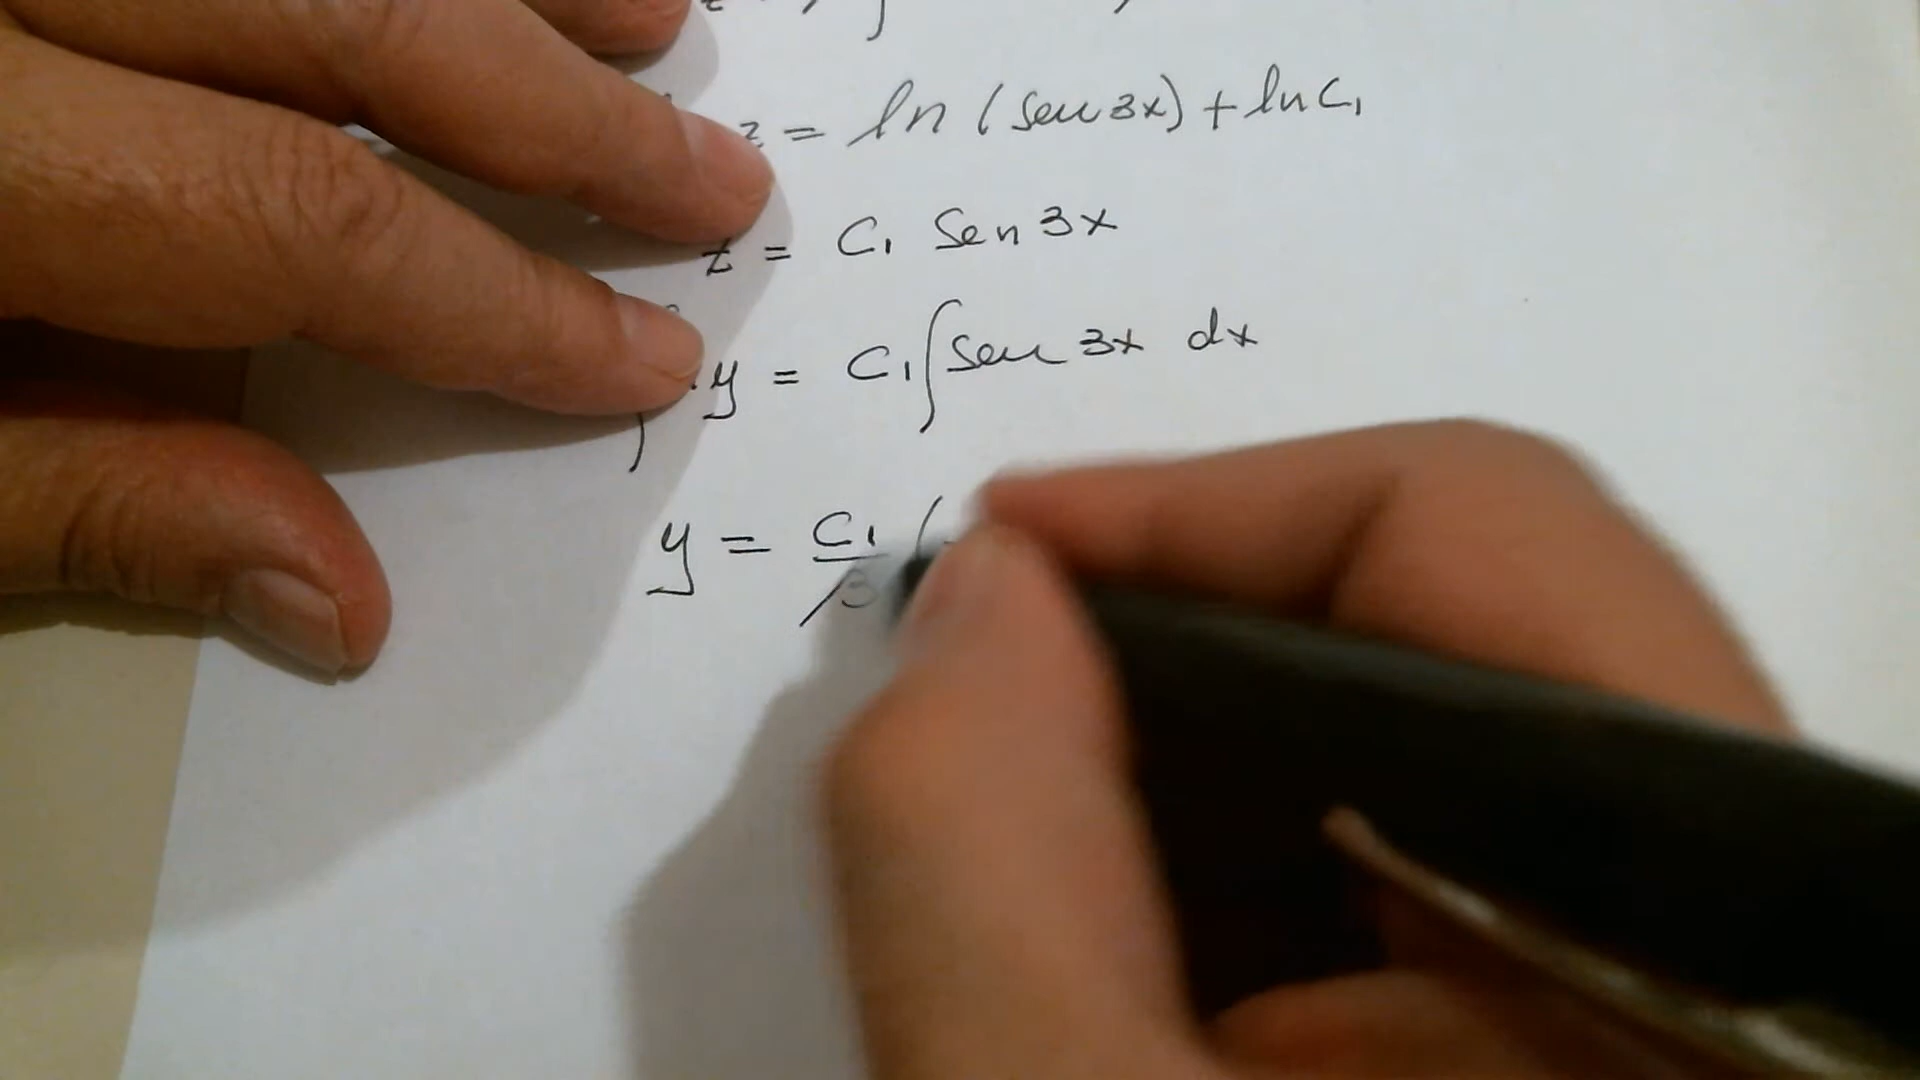 z = ln (sen 3x) + ln C₁
z = C₁ Sen 3x
y = C₁ ∫ Sen 3x dx
y = C₁/3 (